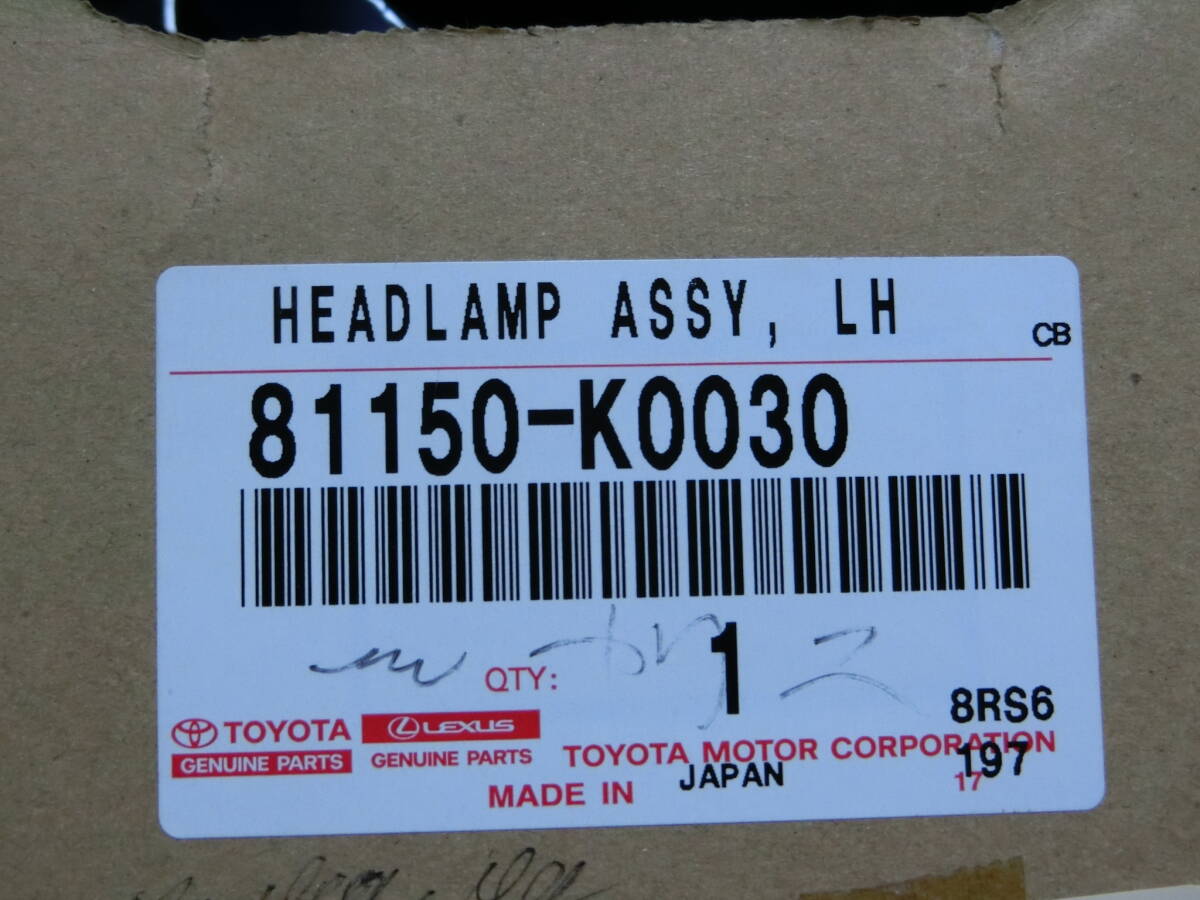 HEADLAMP ASSY, LH
CB
81150-K0030
QTY: 1
8RS6
TOYOTA
GENUINE PARTS
LEXUS
GENUINE PARTS
TOYOTA MOTOR CORPORATION
197
MADE IN JAPAN
17